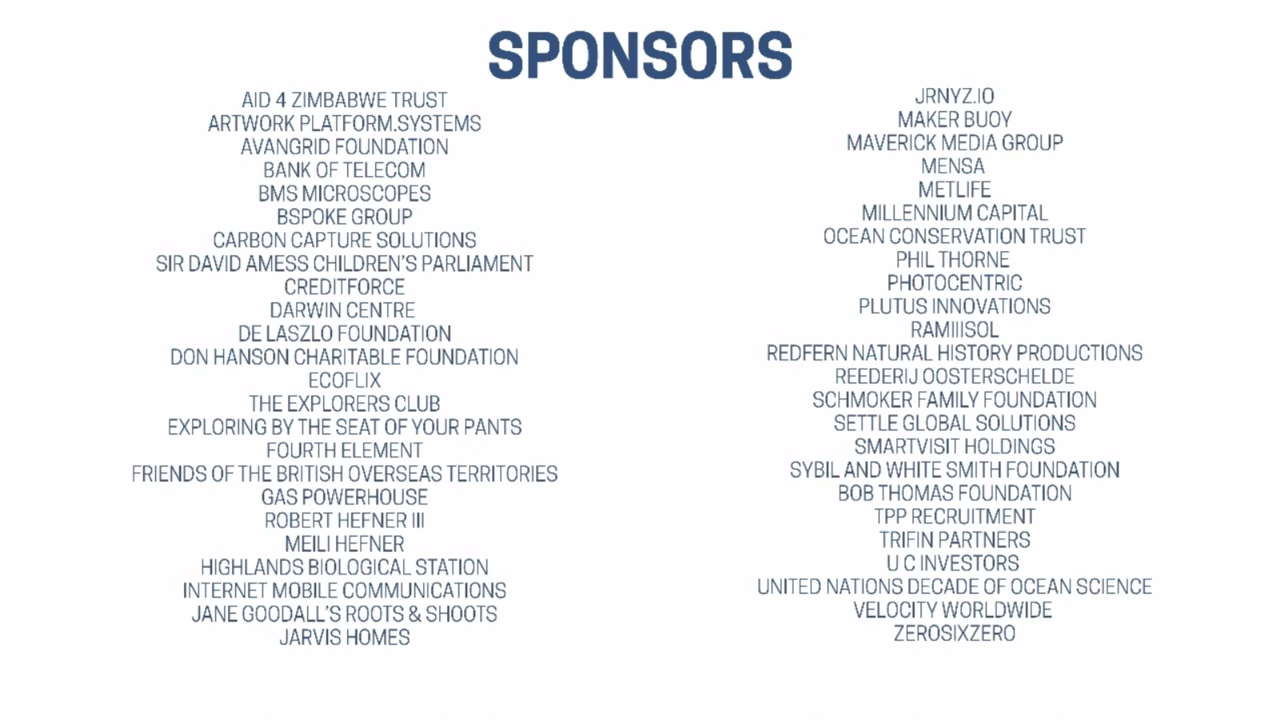 SPONSORS
AID 4 ZIMBABWE TRUST
ARTWORK PLATFORM.SYSTEMS
AVANGRID FOUNDATION
BANK OF TELECOM
BMS MICROSCOPES
BSPOKE GROUP
CARBON CAPTURE SOLUTIONS
SIR DAVID AMESS CHILDREN'S PARLIAMENT
CREDITFORCE
DARWIN CENTRE
DE LASZLO FOUNDATION
DON HANSON CHARITABLE FOUNDATION
ECOFLIX
THE EXPLORERS CLUB
EXPLORING BY THE SEAT OF YOUR PANTS
FOURTH ELEMENT
FRIENDS OF THE BRITISH OVERSEAS TERRITORIES
GAS POWERHOUSE
ROBERT HEFNER III
MEILI HEFNER
HIGHLANDS BIOLOGICAL STATION
INTERNET MOBILE COMMUNICATIONS
JANE GOODALL'S ROOTS & SHOOTS
JARVIS HOMES
JRNYZ.IO
MAKER BUOY
MAVERICK MEDIA GROUP
MENSA
METLIFE
MILLENNIUM CAPITAL
OCEAN CONSERVATION TRUST
PHIL THORNE
PHOTOCENTRIC
PLUTUS INNOVATIONS
RAMIIISOL
REDFERN NATURAL HISTORY PRODUCTIONS
REEDERIJ OOSTERSCHELDE
SCHMOKER FAMILY FOUNDATION
SETTLE GLOBAL SOLUTIONS
SMARTVISIT HOLDINGS
SYBIL AND WHITE SMITH FOUNDATION
BOB THOMAS FOUNDATION
TPP RECRUITMENT
TRIFIN PARTNERS
U C INVESTORS
UNITED NATIONS DECADE OF OCEAN SCIENCE
VELOCITY WORLDWIDE
ZEROSIXZERO